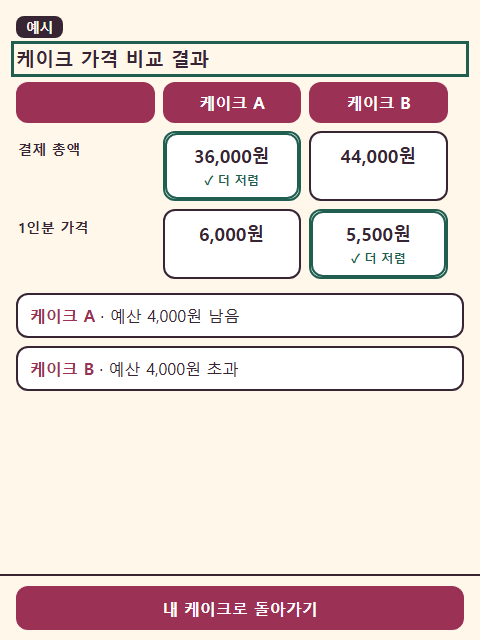 예시
케이크 가격 비교 결과
케이크 A 케이크 B
결제 총액 36,000원 44,000원
✓ 더 저렴
1인분 가격 6,000원 5,500원
✓ 더 저렴
케이크 A · 예산 4,000원 남음
케이크 B · 예산 4,000원 초과
내 케이크로 돌아가기